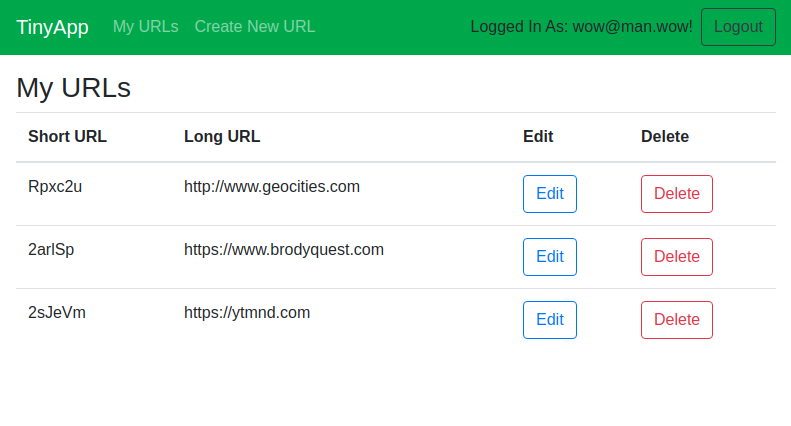 TinyApp My URLs Create New URL Logged In As: wow@man.wow! Logout
My URLs
Short URL Long URL Edit Delete
Rpxc2u http://www.geocities.com Edit Delete
2arlSp https://www.brodyquest.com Edit Delete
2sJeVm https://ytmnd.com Edit Delete